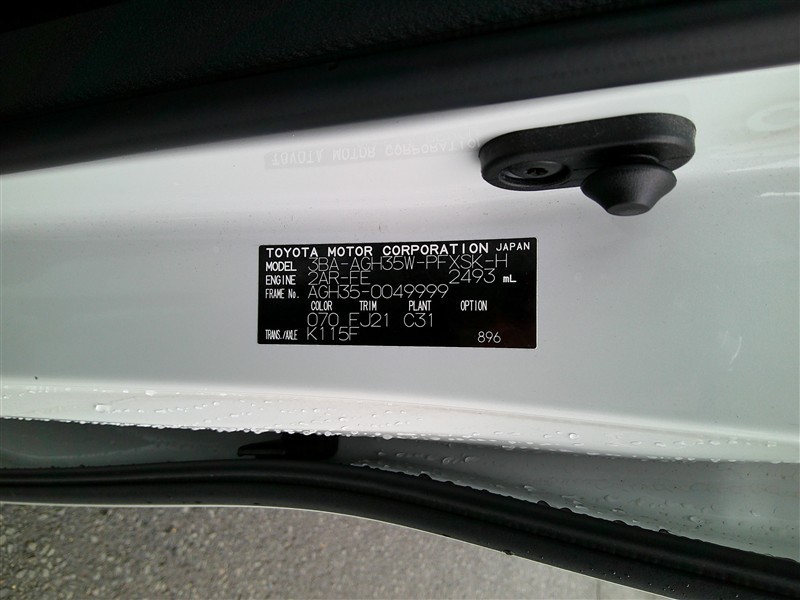 TOYOTA MOTOR CORPORATION JAPAN
MODEL 3BA-AGH35W-PFXSK-H
ENGINE 2AR-FE 2493 mL
FRAME No. AGH35-0049999
COLOR TRIM PLANT OPTION
070 FJ21 C31
TRANS./AXLE K115F 896